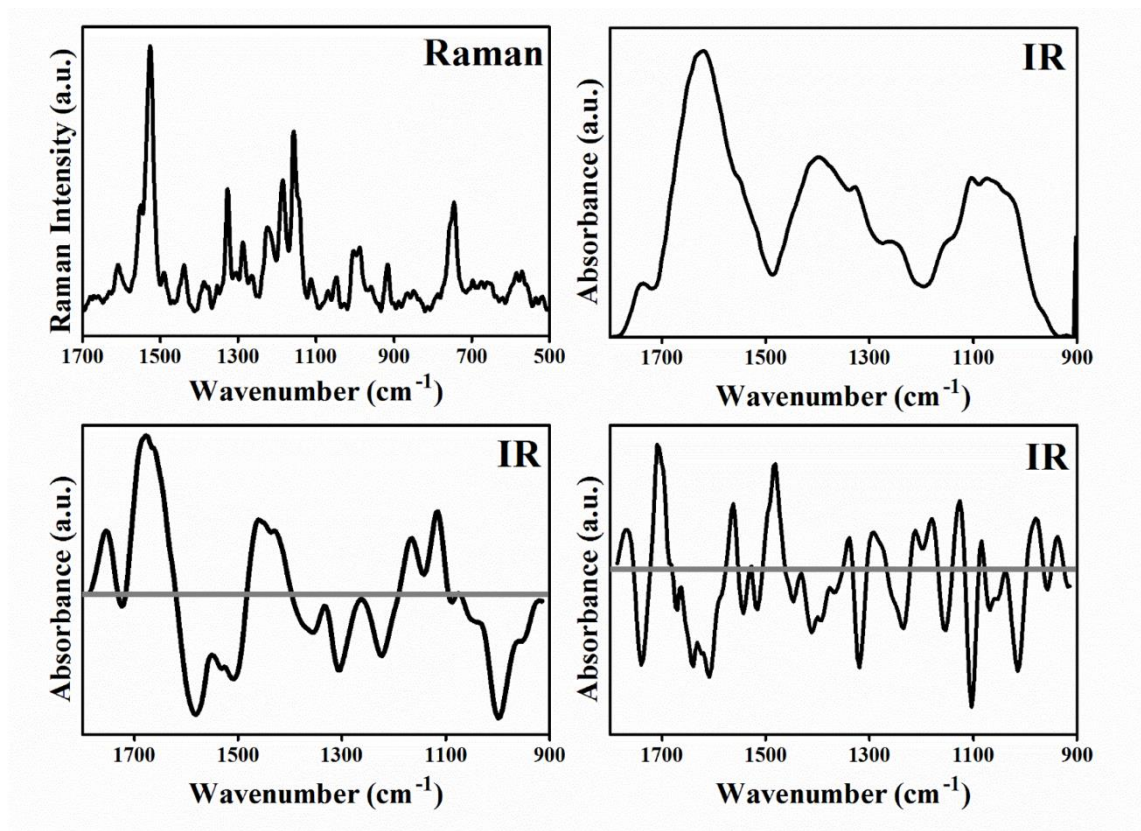 Raman
Raman Intensity (a.u.)
1700 1500 1300 1100 900 700 500
Wavenumber (cm-1)
IR
Absorbance (a.u.)
1700 1500 1300 1100 900
Wavenumber (cm-1)
IR
Absorbance (a.u.)
1700 1500 1300 1100 900
Wavenumber (cm-1)
IR
Absorbance (a.u.)
1700 1500 1300 1100 900
Wavenumber (cm-1)